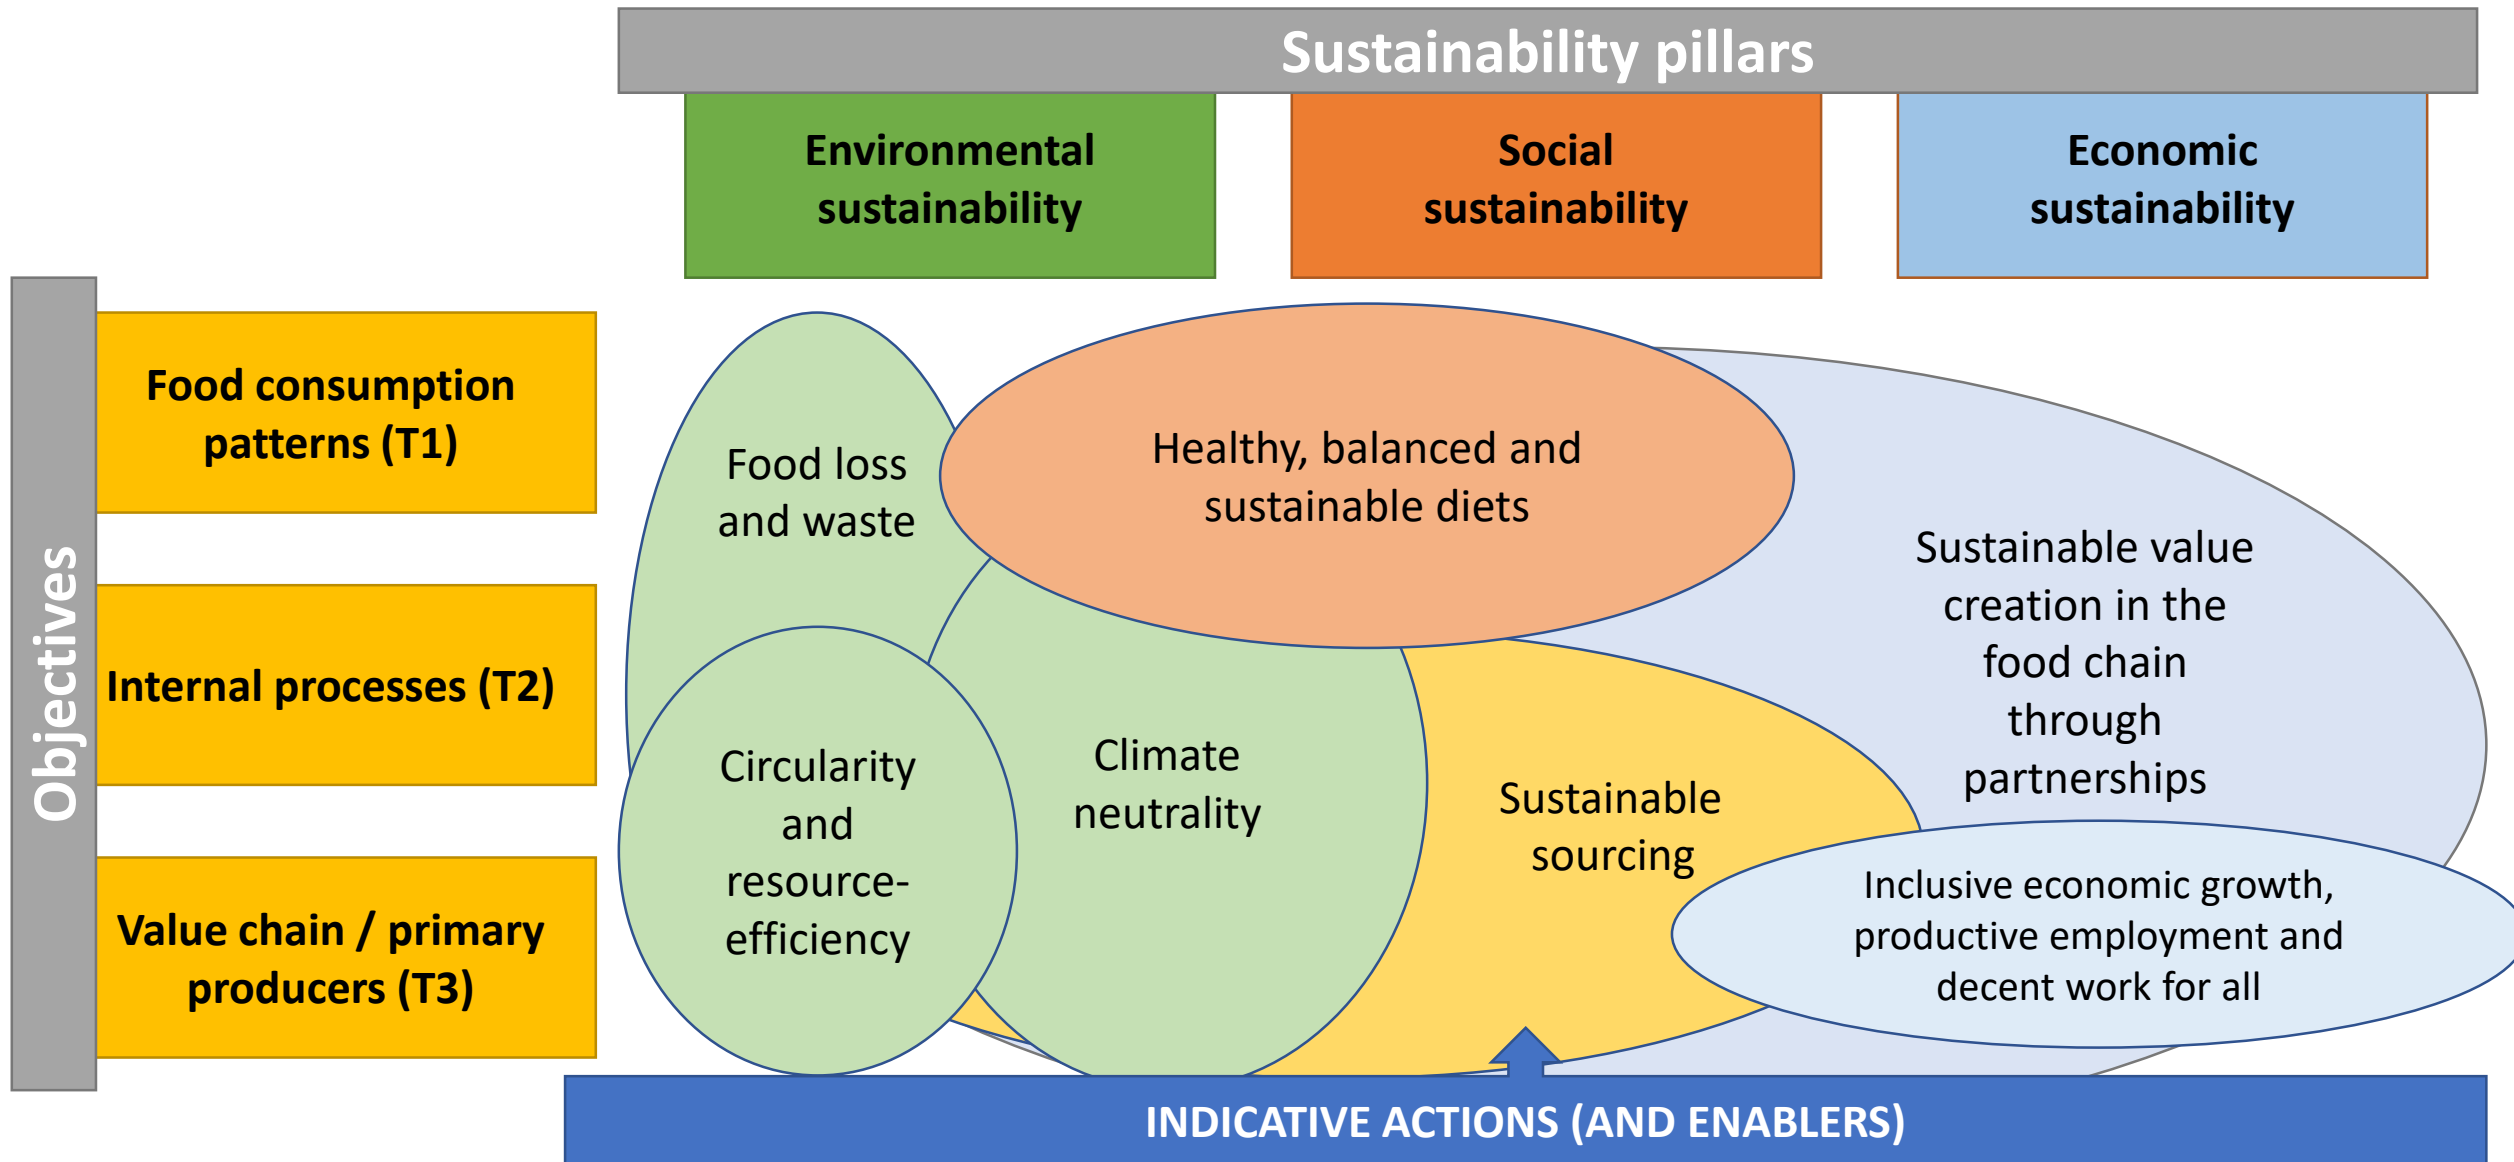 Sustainability pillars
Environmental
sustainability
Social
sustainability
Economic
sustainability
Objectives
Food consumption
patterns (T1)
Internal processes (T2)
Value chain / primary
producers (T3)
Food loss
and waste
Healthy, balanced and
sustainable diets
Sustainable value
creation in the
food chain
through
partnerships
Circularity
and
resource-
efficiency
Climate
neutrality
Sustainable
sourcing
Inclusive economic growth,
productive employment and
decent work for all
INDICATIVE ACTIONS (AND ENABLERS)